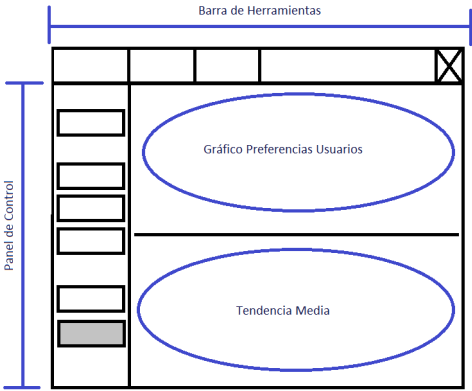 Barra de Herramientas
Gráfico Preferencias Usuarios
Panel de Control
Tendencia Media